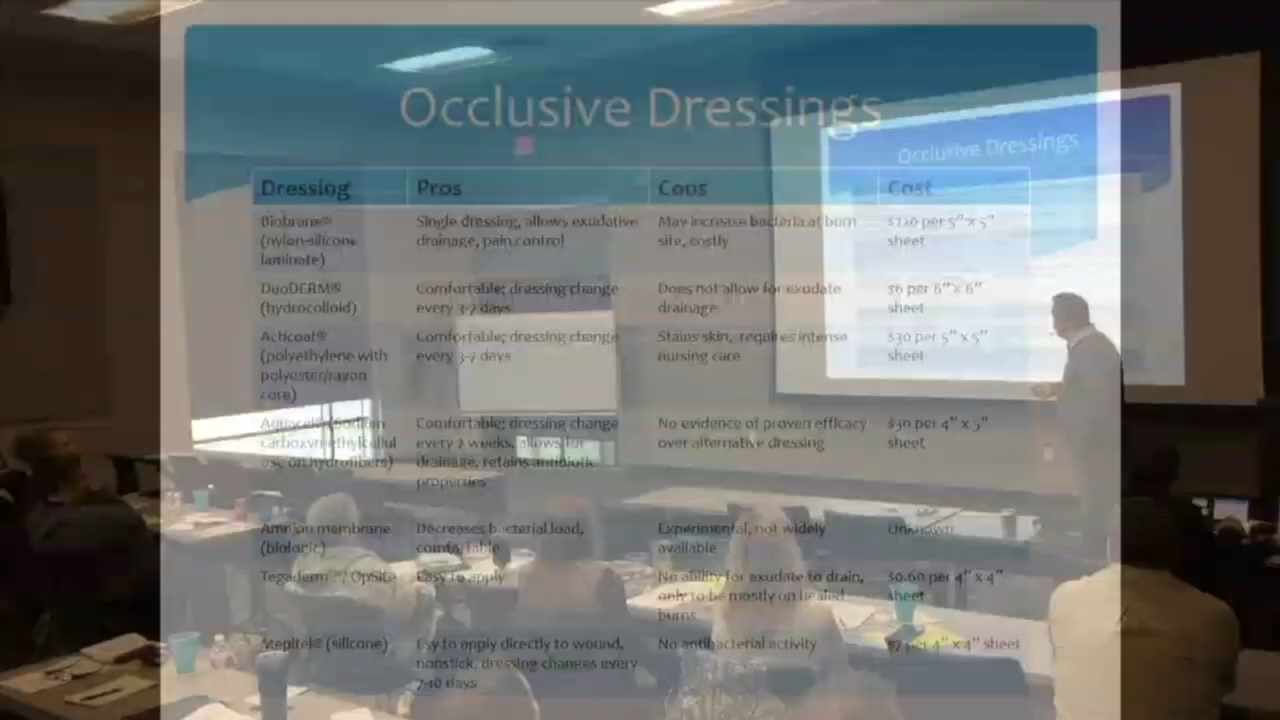 Occlusive Dressings
Occlusive Dressings
Dressing Pros Cons Cost
Biobrane® Single dressing, allows exudative May increase bacteria at burn $220 per 5” x 5”
(nylon-silicone drainage, pain control site, costly sheet
laminate)
DuoDERM® Comfortable; dressing change Does not allow for exudate $6 per 6” x 6”
(hydrocolloid) every 3-7 days drainage sheet
Acticoat® Comfortable; dressing change Stains skin, requires intense $30 per 5” x 5”
(polyethylene with every 3-7 days nursing care sheet
polyester/rayon
core)
Comfortable; dressing change No evidence of proven efficacy $30 per 4” x 5”
every 2 weeks, allows for over alternative dressing sheet
use on hydrofibers) drainage, retains antibiotic
properties
Amnion membrane Decreases bacterial load, Experimental, not widely Unknown
(biologic) comfortable available
Tegaderm™/ OpSite Easy to apply No ability for exudate to drain, $0.60 per 4” x 4”
only to be mostly on healed sheet
burns
Mepitel® (silicone) Esy to apply directly to wound, No antibacterial activity $7 per 4” x 4” sheet
nonstick, dressing changes every
7-10 days